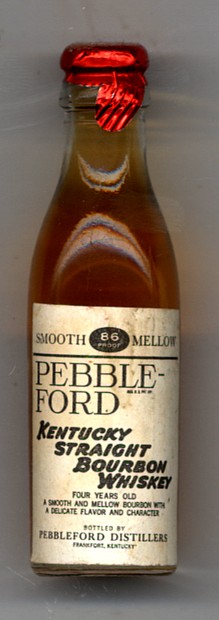 SMOOTH 86 PROOF MELLOW
PEBBLE-
FORD
KENTUCKY
STRAIGHT
BOURBON
WHISKEY
FOUR YEARS OLD
A SMOOTH AND MELLOW BOURBON WITH
A DELICATE FLAVOR AND CHARACTER
BOTTLED BY
PEBBLEFORD DISTILLERS
FRANKFORT, KENTUCKY